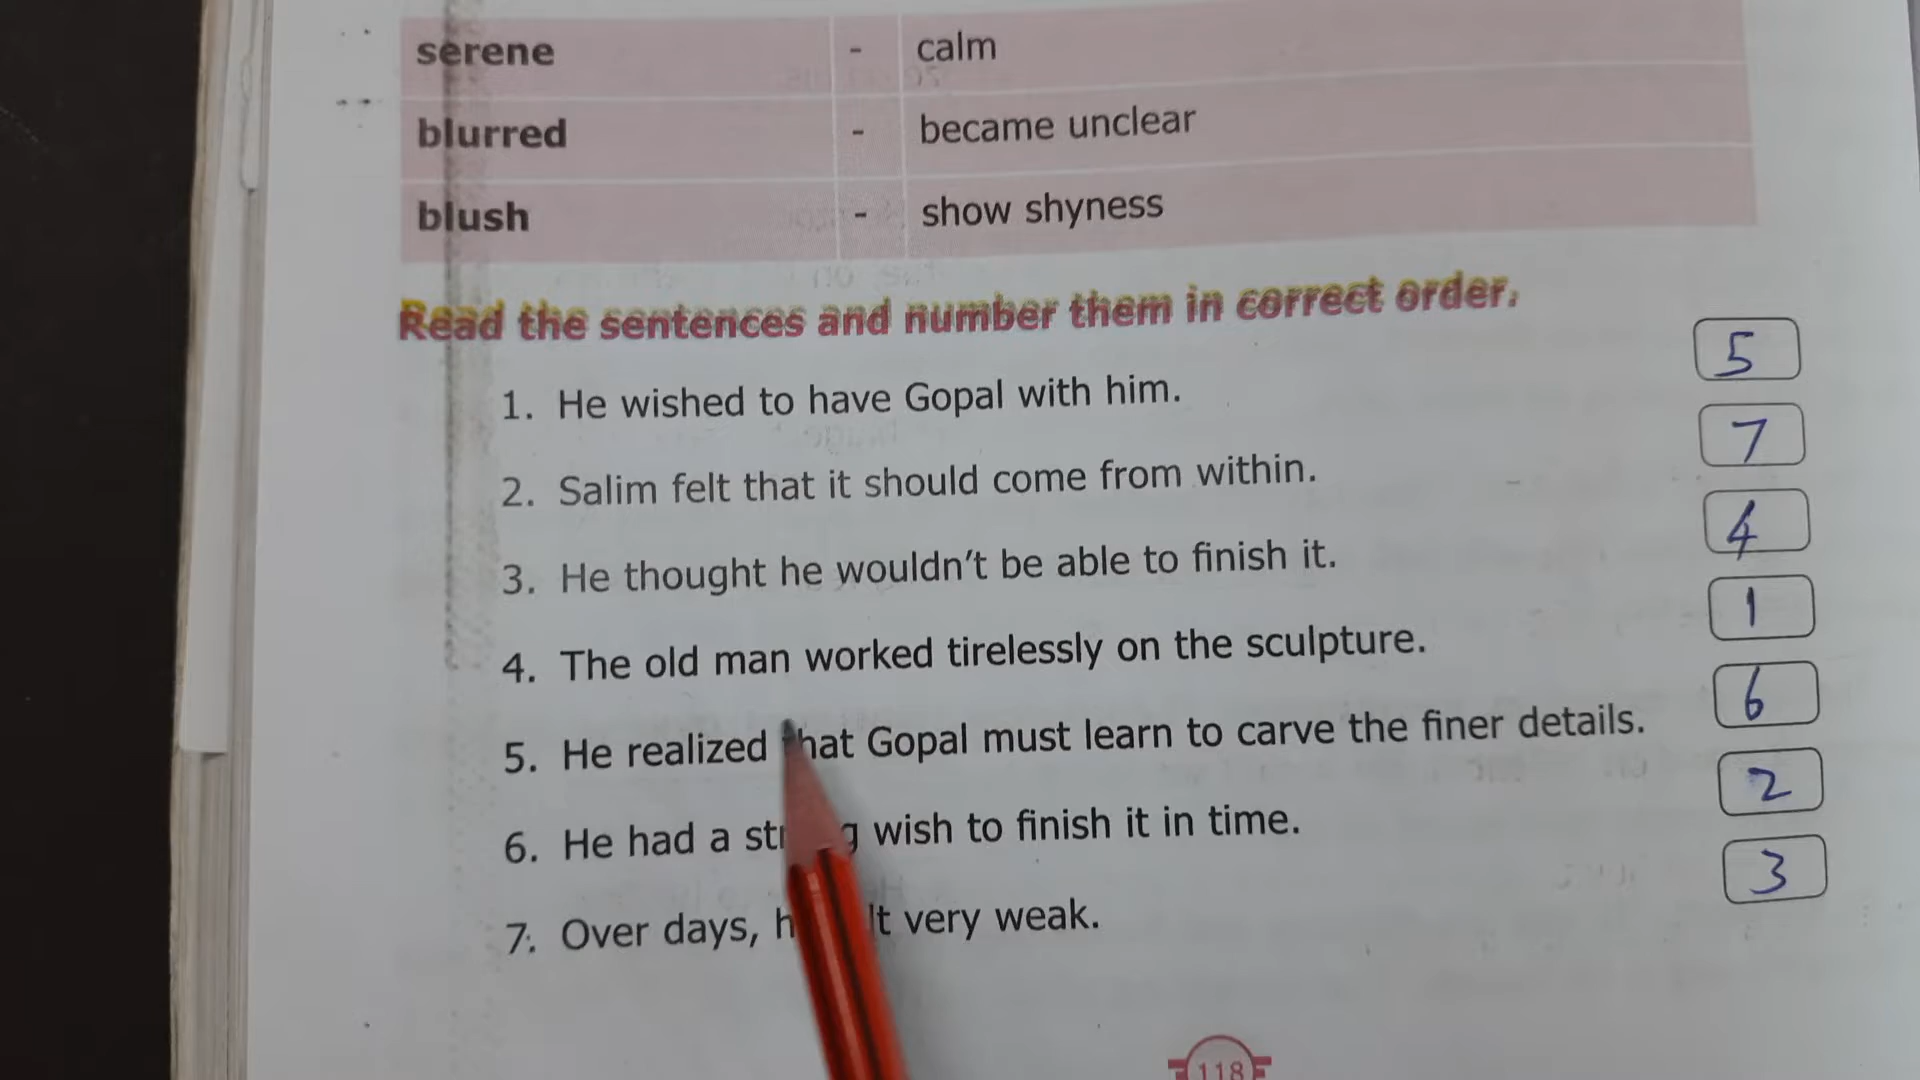 serene - calm
blurred - became unclear
blush - show shyness
Read the sentences and number them in correct order.
1. He wished to have Gopal with him. 5
2. Salim felt that it should come from within. 7
3. He thought he wouldn't be able to finish it. 4
4. The old man worked tirelessly on the sculpture. 1
5. He realized that Gopal must learn to carve the finer details. 6
6. He had a wish to finish it in time. 2
7. Over days, very weak. 3
118